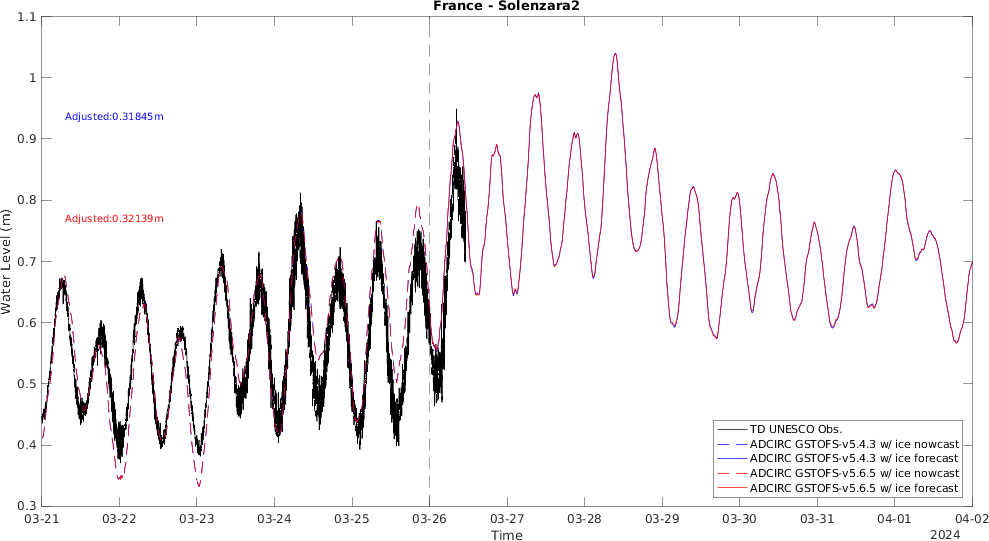 France - Solenzara2
1.1
1
0.9
0.8
0.7
0.6
0.5
0.4
0.3
Water Level (m)
Adjusted:0.31845m
Adjusted:0.32139m
TD UNESCO Obs.
ADCIRC GSTOFS-v5.4.3 w/ ice nowcast
ADCIRC GSTOFS-v5.4.3 w/ ice forecast
ADCIRC GSTOFS-v5.6.5 w/ ice nowcast
ADCIRC GSTOFS-v5.6.5 w/ ice forecast
03-21 03-22 03-23 03-24 03-25 03-26 03-27 03-28 03-29 03-30 03-31 04-01 04-02
Time
2024